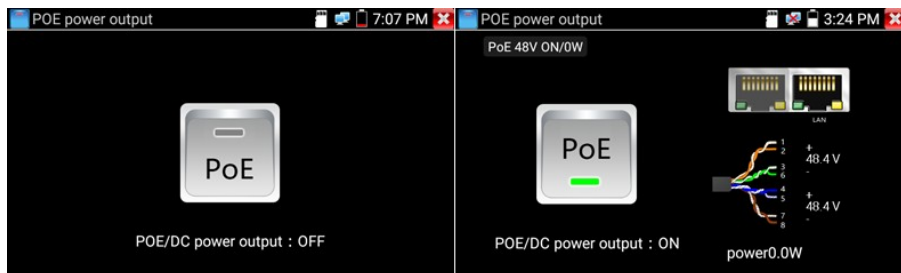 POE power output
7:07 PM
PoE
POE/DC power output : OFF
POE power output
3:24 PM
PoE 48V ON/0W
PoE
POE/DC power output : ON
LAN
1
2
3
6
4
5
7
8
+
48.4 V
-
+
48.4 V
-
power0.0W